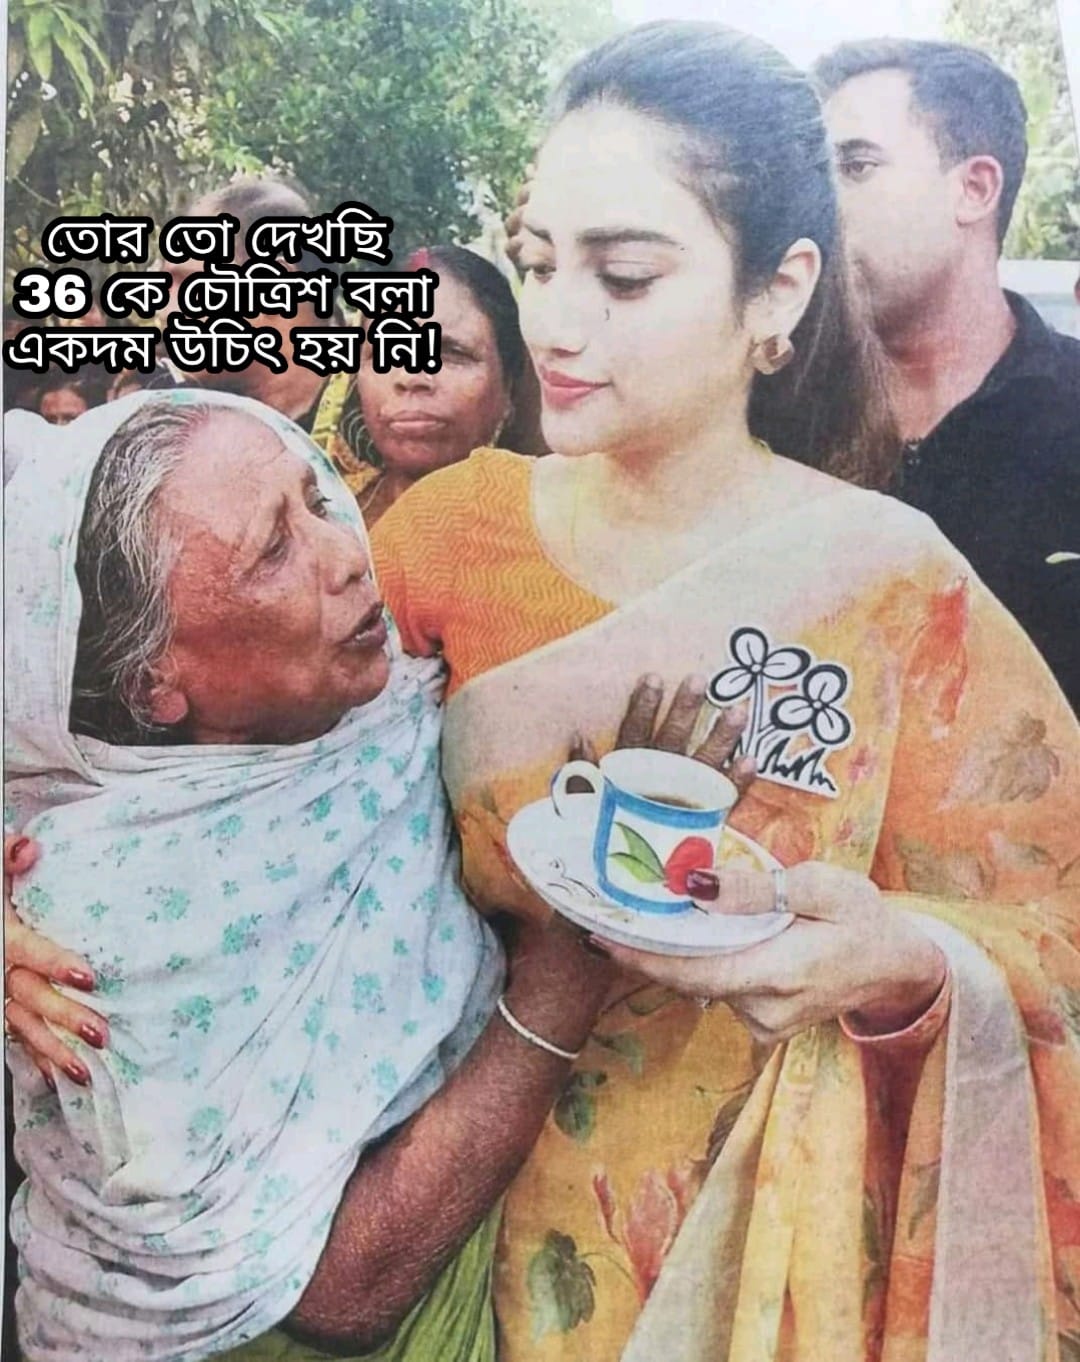 তোর তো দেখছি
36 কে চৌত্রিশ বলা
একদম উচিৎ হয় নি!